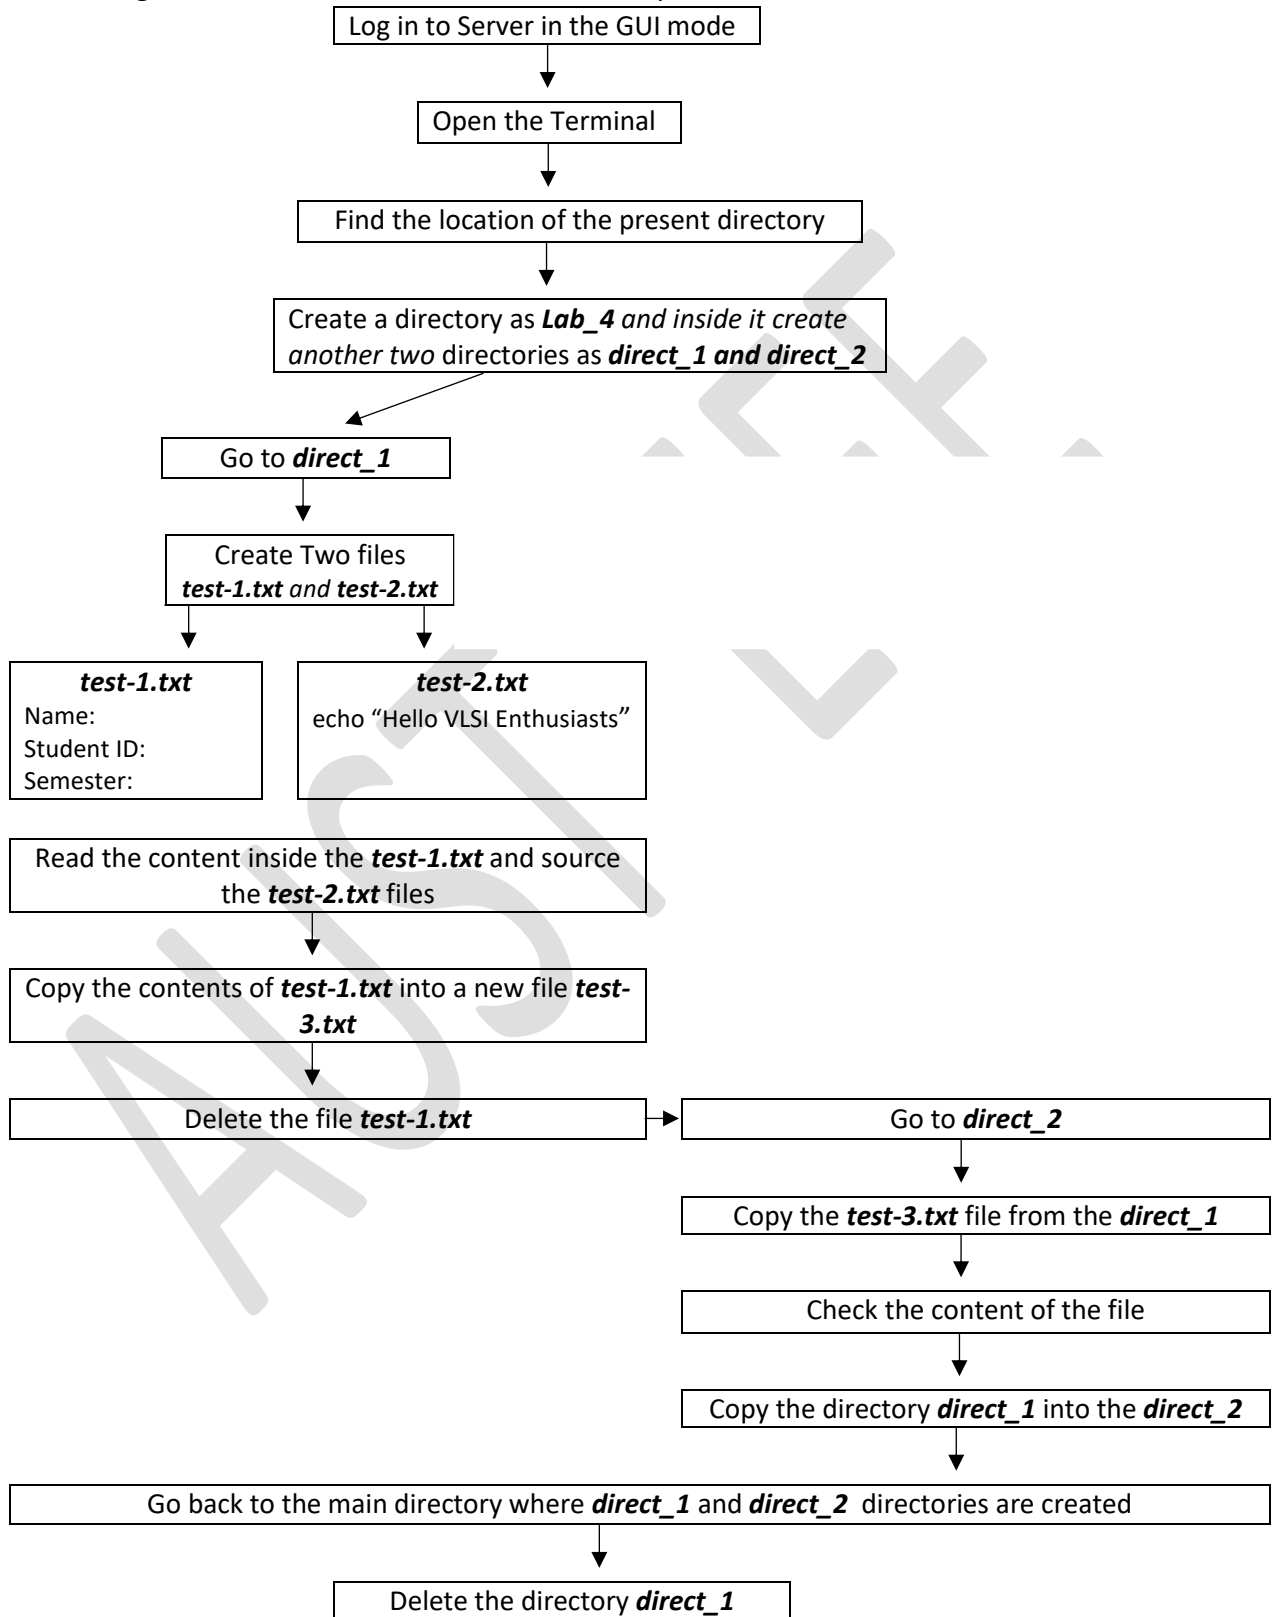 Log in to Server in the GUI mode
Open the Terminal
Find the location of the present directory
Create a directory as Lab_4 and inside it create
another two directories as direct_1 and direct_2
Go to direct_1
Create Two files
test-1.txt and test-2.txt
test-1.txt
Name:
Student ID:
Semester:
test-2.txt
echo “Hello VLSI Enthusiasts”
Read the content inside the test-1.txt and source
the test-2.txt files
Copy the contents of test-1.txt into a new file test-
3.txt
Delete the file test-1.txt
Go to direct_2
Copy the test-3.txt file from the direct_1
Check the content of the file
Copy the directory direct_1 into the direct_2
Go back to the main directory where direct_1 and direct_2 directories are created
Delete the directory direct_1
AUST